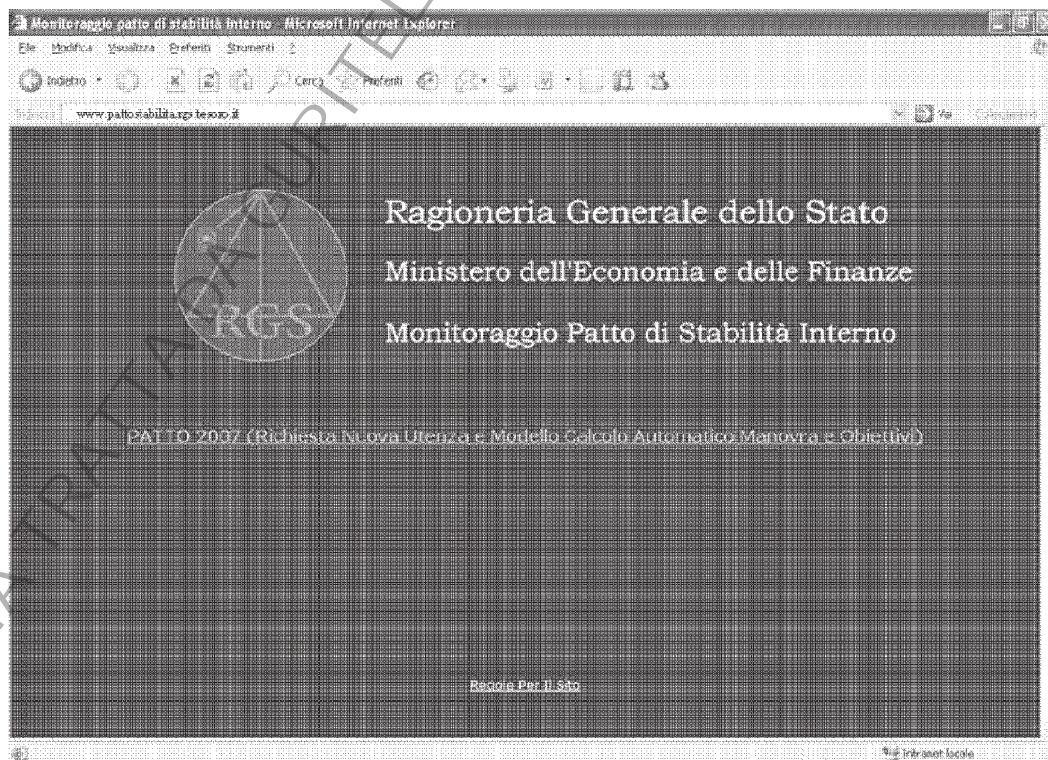 Monitoraggio patto di stabilità interno - Microsoft Internet Explorer
File Modifica Visualizza Preferiti Strumenti ?
Indietro Cerca Preferiti
www.pattostabilita.rgs.tesoro.it Vai
Ragioneria Generale dello Stato
Ministero dell'Economia e delle Finanze
RGS
Monitoraggio Patto di Stabilità Interno
PATTO 2007 (Richiesta Nuova Utenza e Modello Calcolo Automatico Manovra e Obiettivi)
Regole Per Il Sito
Intranet locale